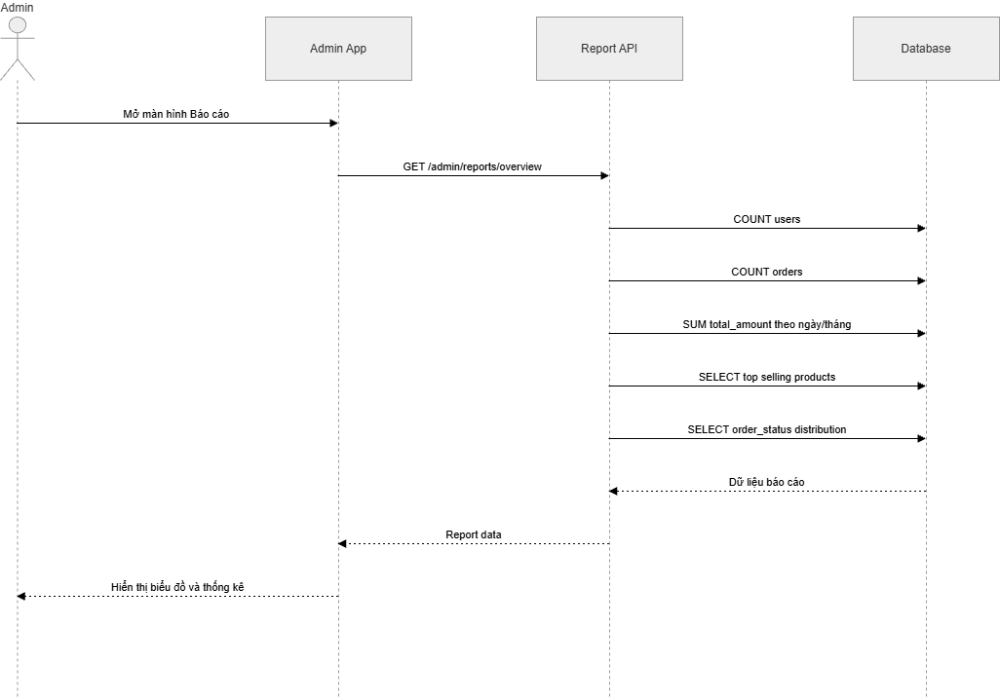 Admin
Admin App
Report API
Database
Mở màn hình Báo cáo
GET /admin/reports/overview
COUNT users
COUNT orders
SUM total_amount theo ngày/tháng
SELECT top selling products
SELECT order_status distribution
Dữ liệu báo cáo
Report data
Hiển thị biểu đồ và thống kê